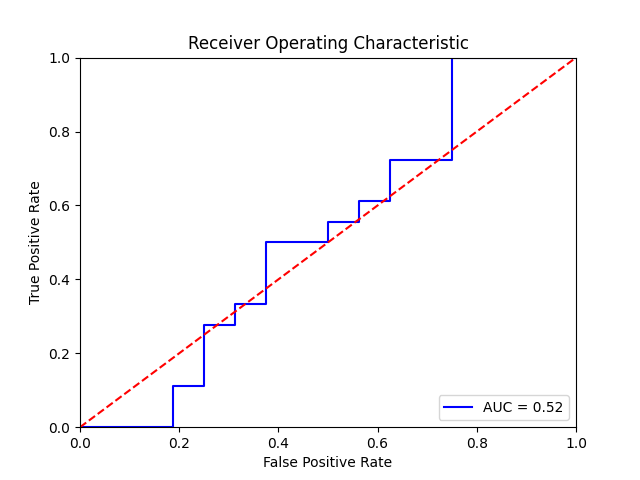 Receiver Operating Characteristic
True Positive Rate
1.0
0.8
0.6
0.4
0.2
0.0
AUC = 0.52
0.0 0.2 0.4 0.6 0.8 1.0
False Positive Rate